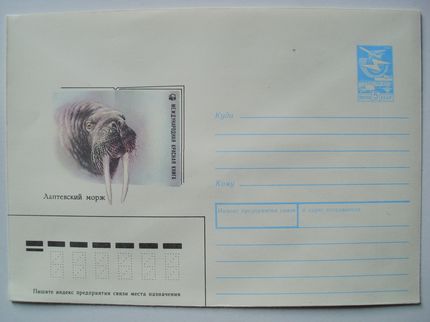 МЕЖДУНАРОДНАЯ КРАСНАЯ КНИГА
Лаптевский морж
Куда
Кому
Индекс предприятия связи и адрес отправителя
Пишите индекс предприятия связи места назначения